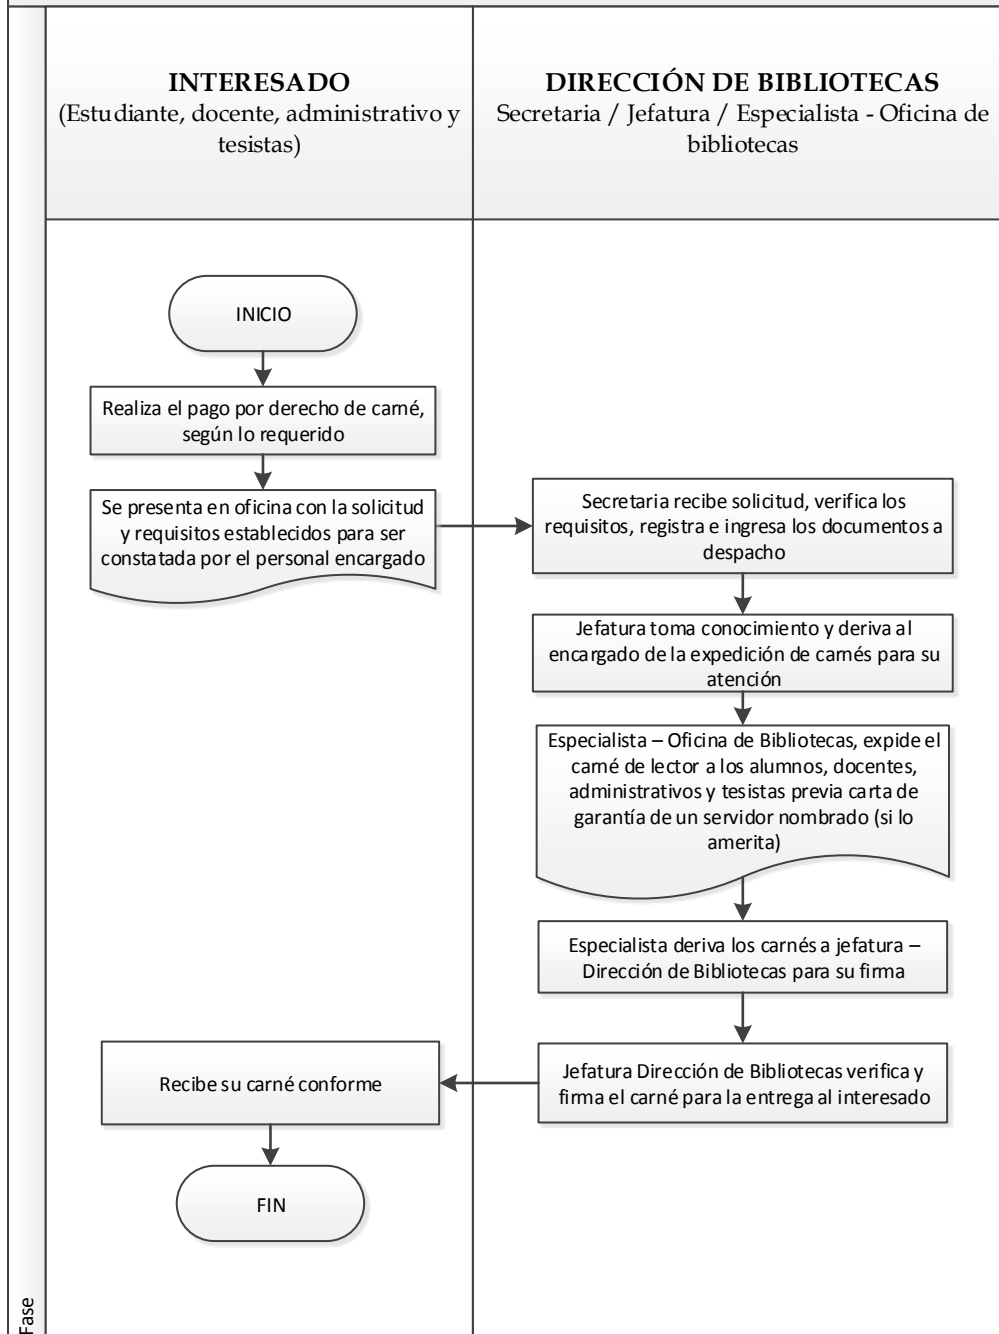 INTERESADO
(Estudiante, docente, administrativo y
tesistas)
DIRECCIÓN DE BIBLIOTECAS
Secretaria / Jefatura / Especialista - Oficina de
bibliotecas
INICIO
Realiza el pago por derecho de carné,
según lo requerido
Se presenta en oficina con la solicitud
y requisitos establecidos para ser
constatada por el personal encargado
Secretaria recibe solicitud, verifica los
requisitos, registra e ingresa los documentos a
despacho
Jefatura toma conocimiento y deriva al
encargado de la expedición de carnés para su
atención
Especialista – Oficina de Bibliotecas, expide el
carné de lector a los alumnos, docentes,
administrativos y tesistas previa carta de
garantía de un servidor nombrado (si lo
amerita)
Especialista deriva los carnés a jefatura –
Dirección de Bibliotecas para su firma
Jefatura Dirección de Bibliotecas verifica y
firma el carné para la entrega al interesado
Recibe su carné conforme
FIN
Fase